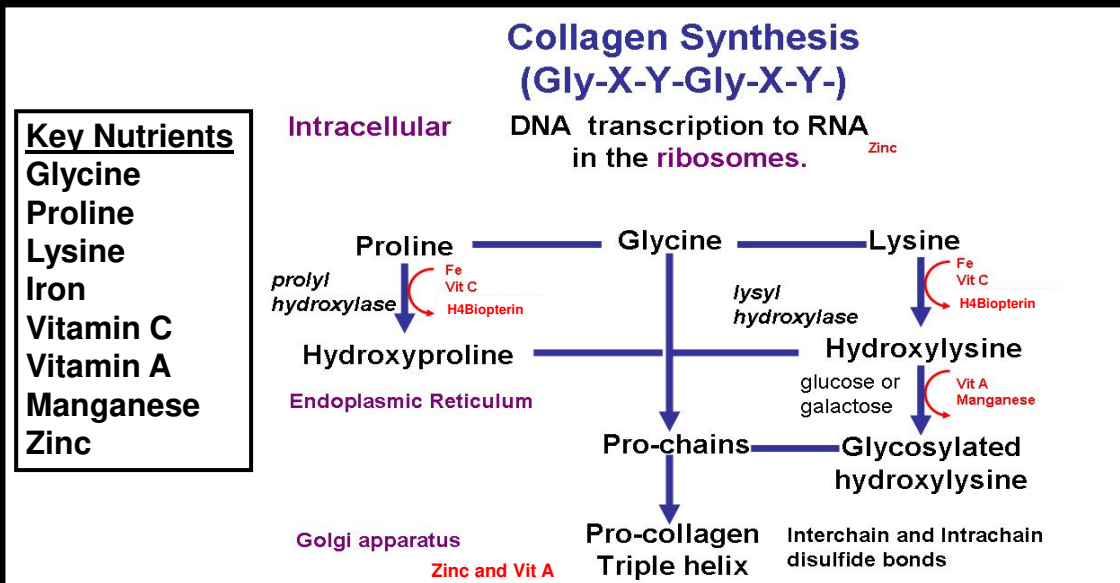 Collagen Synthesis
(Gly-X-Y-Gly-X-Y-)
Key Nutrients
Glycine
Proline
Lysine
Iron
Vitamin C
Vitamin A
Manganese
Zinc
Intracellular
DNA transcription to RNA
in the ribosomes.
Zinc
Proline
Glycine
Lysine
prolyl
hydroxylase
Fe
Vit C
H4Biopterin
lysyl
hydroxylase
Fe
Vit C
H4Biopterin
Hydroxyproline
Hydroxylysine
Endoplasmic Reticulum
glucose or
galactose
Vit A
Manganese
Pro-chains
Glycosylated
hydroxylysine
Golgi apparatus
Zinc and Vit A
Pro-collagen
Triple helix
Interchain and Intrachain
disulfide bonds